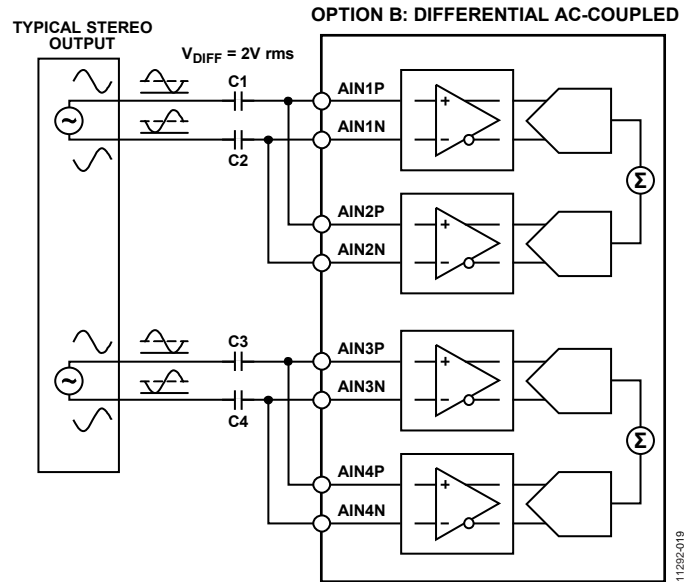 OPTION B: DIFFERENTIAL AC-COUPLED
TYPICAL STEREO
OUTPUT
VDIFF = 2V rms
C1
AIN1P
+
~
AIN1N
–
C2
Σ
AIN2P
+
AIN2N
–
C3
AIN3P
+
~
AIN3N
–
C4
Σ
AIN4P
+
AIN4N
–
11292-019